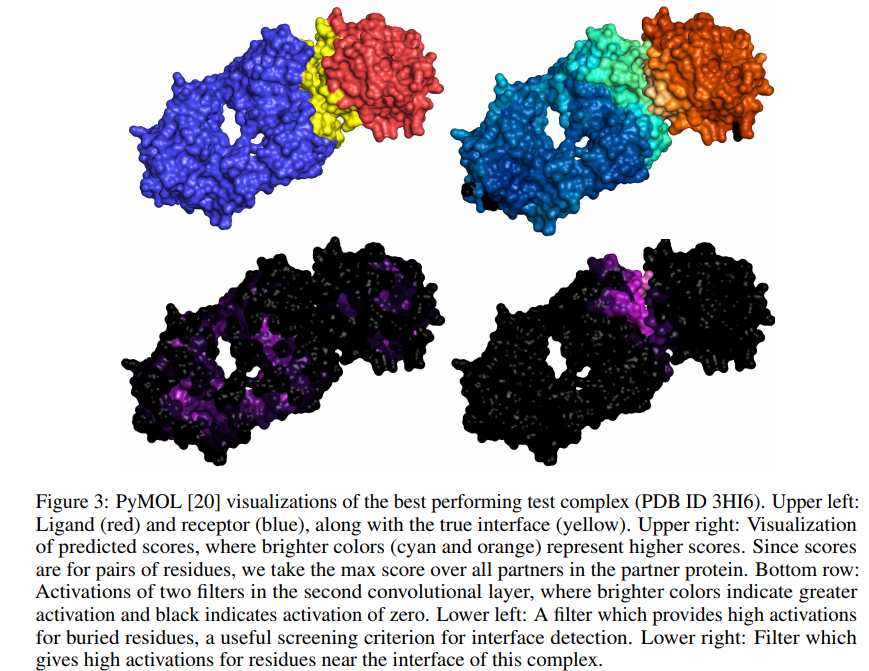 Figure 3: PyMOL [20] visualizations of the best performing test complex (PDB ID 3HI6). Upper left:
Ligand (red) and receptor (blue), along with the true interface (yellow). Upper right: Visualization
of predicted scores, where brighter colors (cyan and orange) represent higher scores. Since scores
are for pairs of residues, we take the max score over all partners in the partner protein. Bottom row:
Activations of two filters in the second convolutional layer, where brighter colors indicate greater
activation and black indicates activation of zero. Lower left: A filter which provides high activations
for buried residues, a useful screening criterion for interface detection. Lower right: Filter which
gives high activations for residues near the interface of this complex.